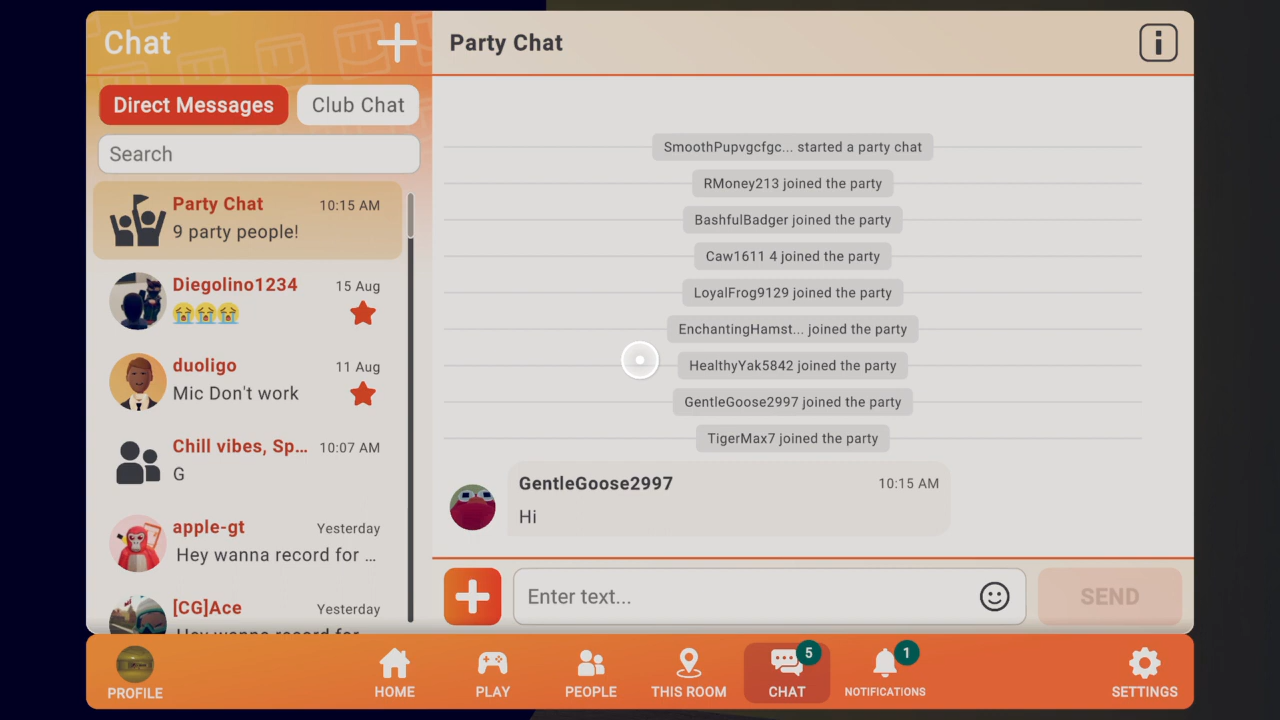 Chat
Direct Messages
Club Chat
Search
Party Chat
10:15 AM
9 party people!
Diegolino1234
15 Aug
😭😭😭
duoligo
11 Aug
Mic Don't work
Chill vibes, Sp...
10:07 AM
G
apple-gt
Yesterday
Hey wanna record for ...
[CG]Ace
Yesterday
Party Chat
SmoothPupvgcfgc... started a party chat
RMoney213 joined the party
BashfulBadger joined the party
Caw1611 4 joined the party
LoyalFrog9129 joined the party
EnchantingHamst... joined the party
HealthyYak5842 joined the party
GentleGoose2997 joined the party
TigerMax7 joined the party
GentleGoose2997
10:15 AM
Hi
Enter text...
SEND
PROFILE
HOME
PLAY
PEOPLE
THIS ROOM
5
CHAT
1
NOTIFICATIONS
SETTINGS